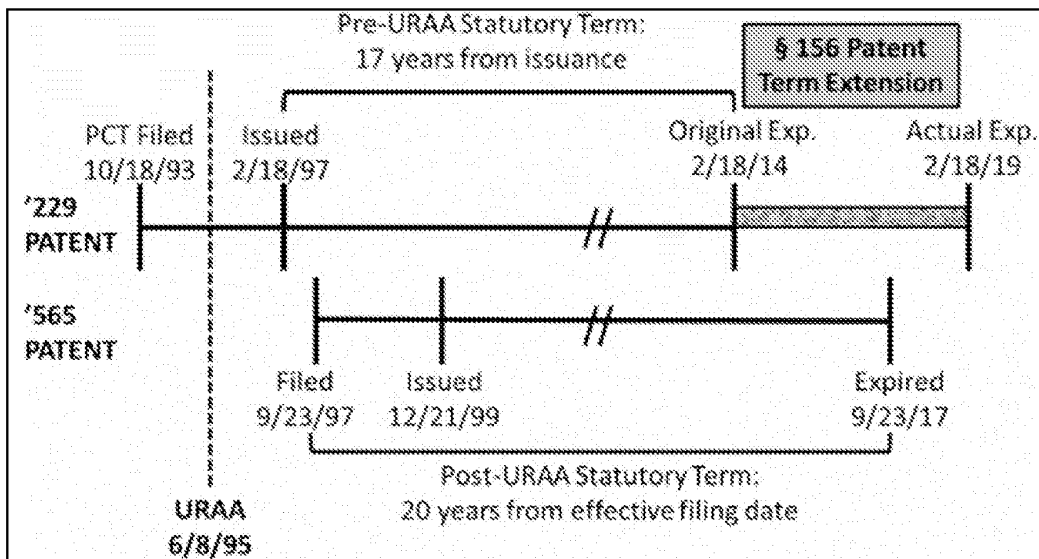 Pre-URAA Statutory Term:
17 years from issuance
§ 156 Patent
Term Extension
PCT Filed
10/18/93
Issued
2/18/97
Original Exp.
2/18/14
Actual Exp.
2/18/19
'229
PATENT
'565
PATENT
Filed
9/23/97
Issued
12/21/99
Expired
9/23/17
Post-URAA Statutory Term:
20 years from effective filing date
URAA
6/8/95